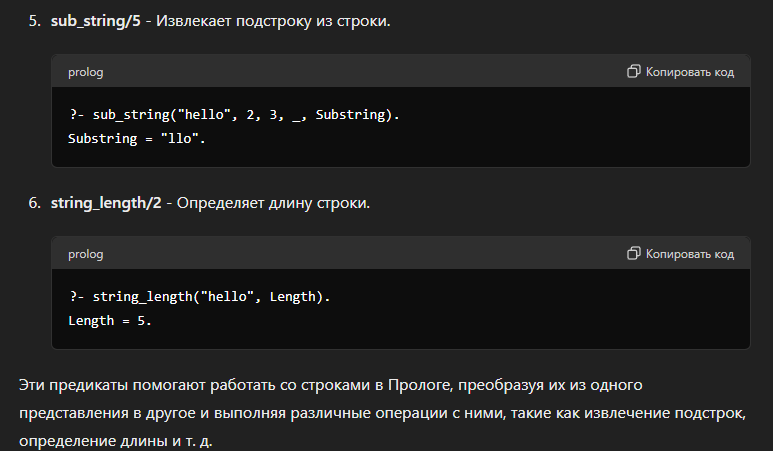 5. sub_string/5 - Извлекает подстроку из строки.
prolog Копировать код
?- sub_string("hello", 2, 3, _, Substring).
Substring = "llo".
6. string_length/2 - Определяет длину строки.
prolog Копировать код
?- string_length("hello", Length).
Length = 5.
Эти предикаты помогают работать со строками в Прологе, преобразуя их из одного
представления в другое и выполняя различные операции с ними, такие как извлечение подстрок,
определение длины и т. д.